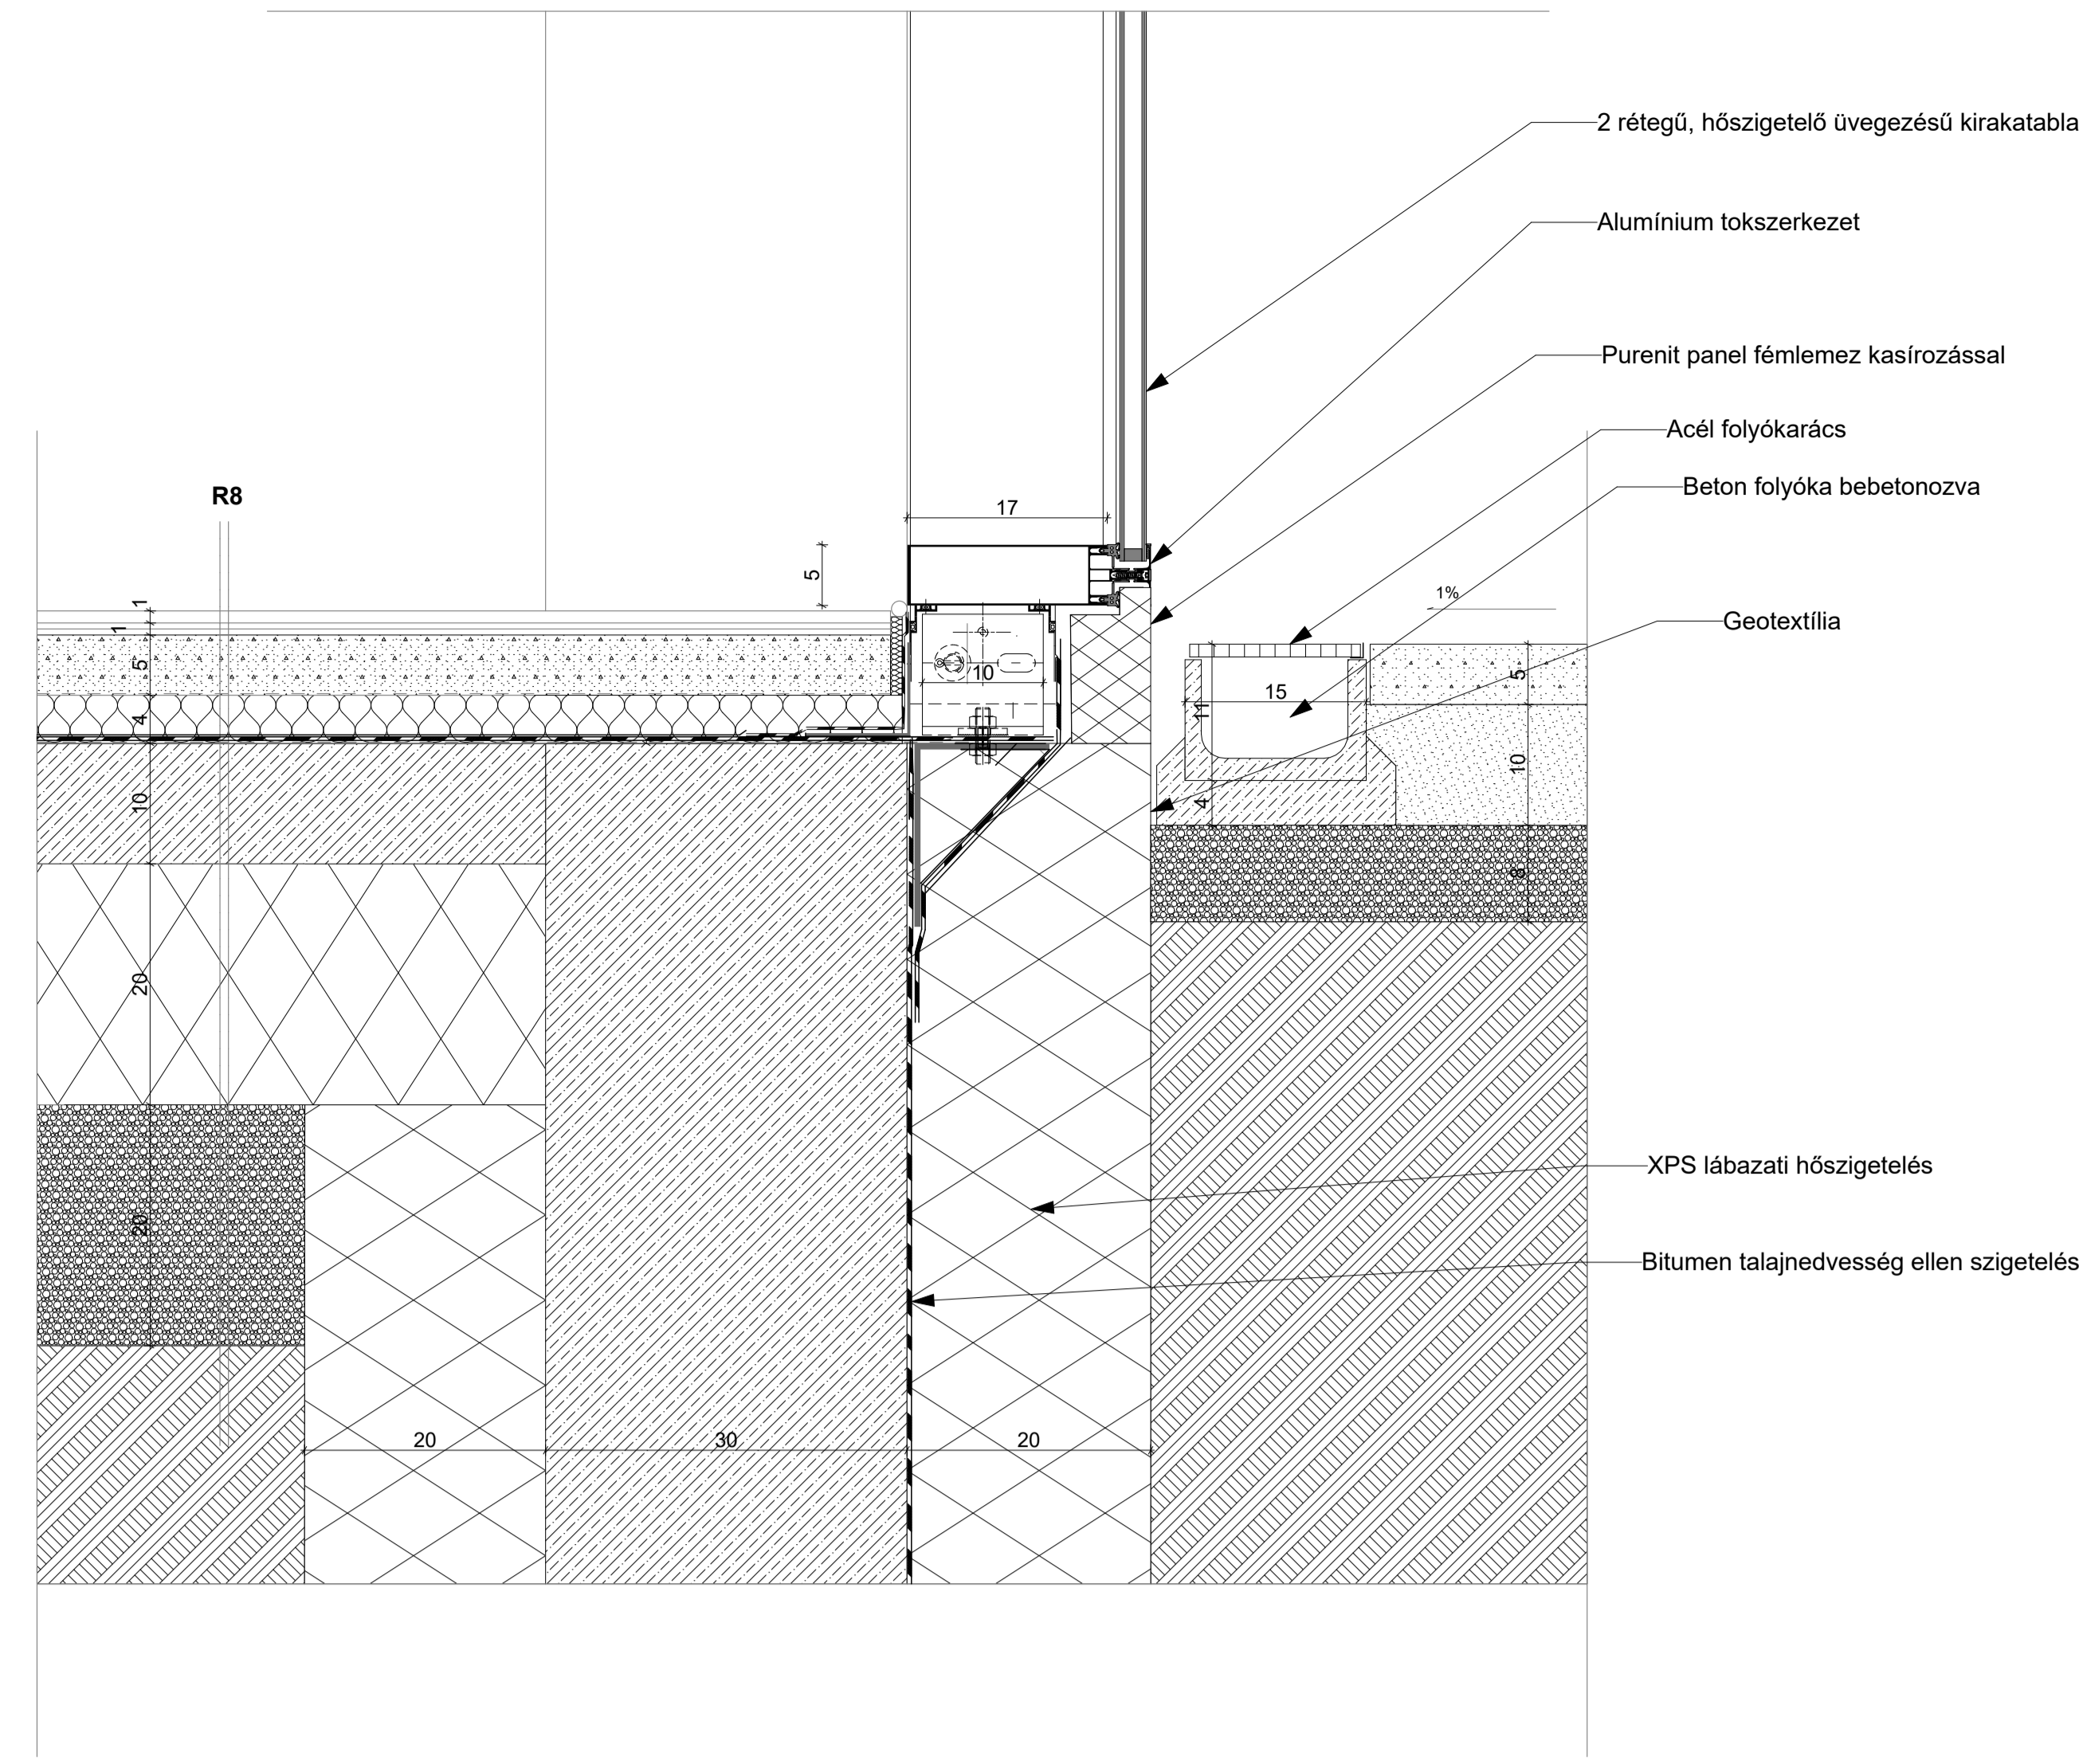 2 rétegű, hőszigetelő üvegezésű kirakatabla
Alumínium tokszerkezet
Purenit panel fémlemez kasírozással
Acél folyókarács
Beton folyóka bebetonozva
R8
17
5
1
1%
Geotextília
1
5
4
10
15
11
5
10
10
4
8
20
XPS lábazati hőszigetelés
20
Bitumen talajnedvesség ellen szigetelés
20
30
20